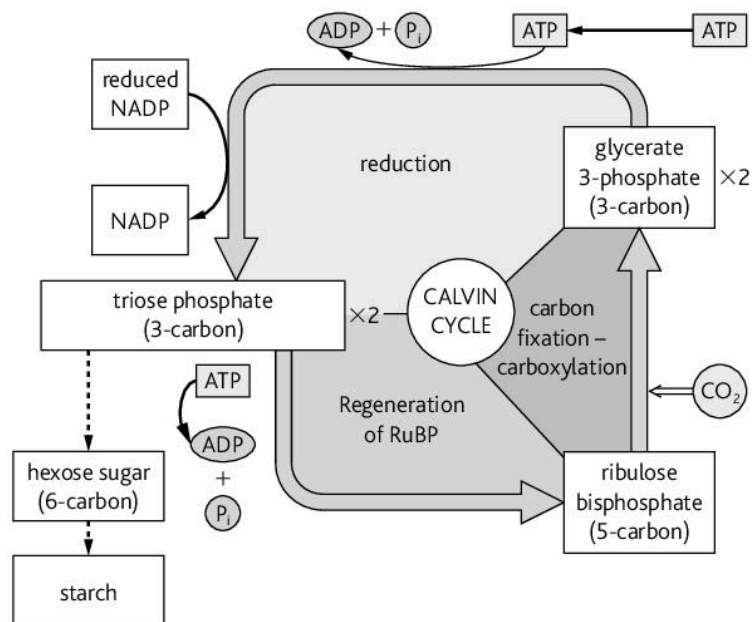 ADP + Pi ATP ATP
reduced
NADP
glycerate
3-phosphate
(3-carbon)
×2
reduction
NADP
triose phosphate
(3-carbon)
×2
CALVIN
CYCLE
carbon
fixation –
carboxylation
ATP
ADP
+
Pi
Regeneration
of RuBP
CO2
hexose sugar
(6-carbon)
ribulose
bisphosphate
(5-carbon)
starch